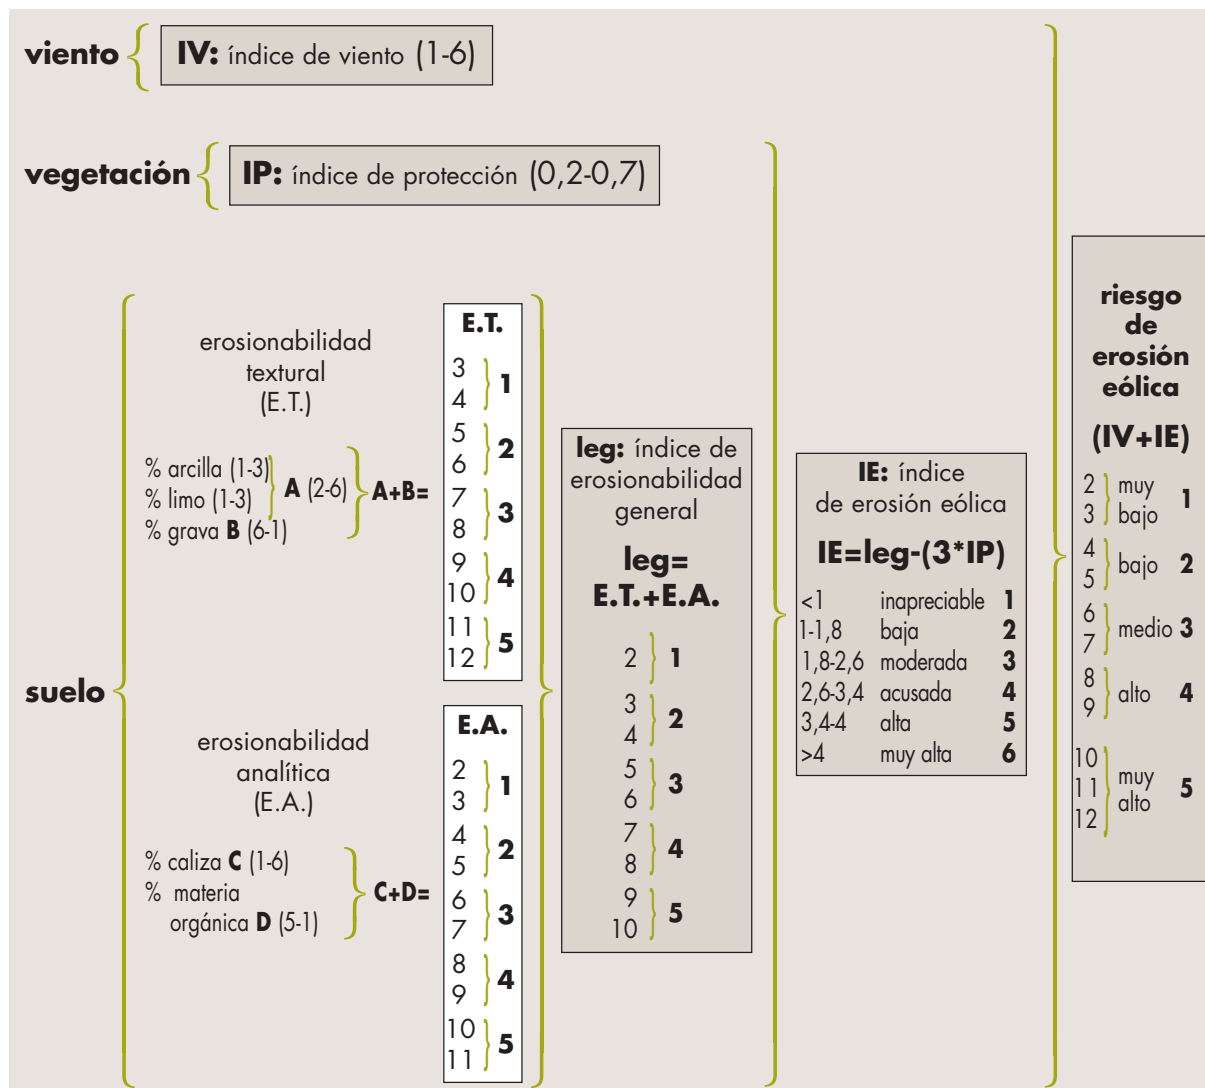 viento
IV: índice de viento (1-6)
vegetación
IP: índice de protección (0,2-0,7)
suelo
erosionabilidad
textural
(E.T.)
% arcilla (1-3)
% limo (1-3)
A (2-6)
% grava B (6-1)
A+B=
E.T.
3
4
1
5
6
2
7
8
3
9
10
4
11
12
5
erosionabilidad
analítica
(E.A.)
% caliza C (1-6)
% materia
orgánica D (5-1)
C+D=
E.A.
2
3
1
4
5
2
6
7
3
8
9
4
10
11
5
Ieg: índice de
erosionabilidad
general
Ieg=
E.T.+E.A.
2
1
3
4
2
5
6
3
7
8
4
9
10
5
IE: índice
de erosión eólica
IE=Ieg-(3*IP)
<1 inapreciable 1
1-1,8 baja 2
1,8-2,6 moderada 3
2,6-3,4 acusada 4
3,4-4 alta 5
>4 muy alta 6
riesgo
de
erosión
eólica
(IV+IE)
2
3
muy
bajo
1
4
5
bajo 2
6
7
medio 3
8
9
alto 4
10
11
12
muy
alto
5